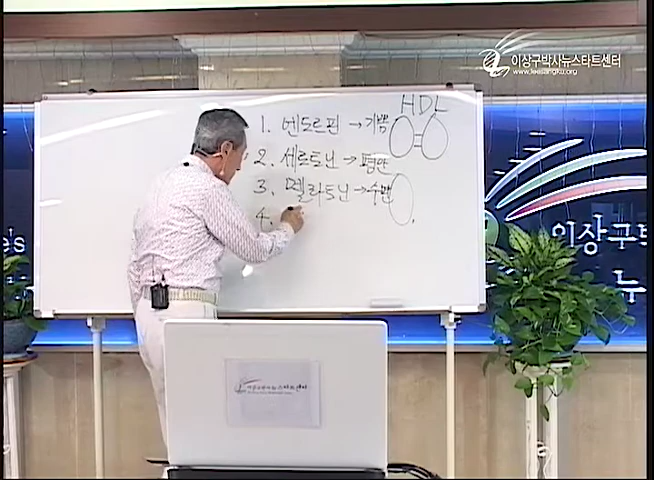 이상구박사뉴스타트센터
www.leesangku.org
HDL
1. 엔도르핀 → 기쁨
2. 세로토닌 → 평안
3. 멜라토닌 → 수면
4.
이상구박
뉴